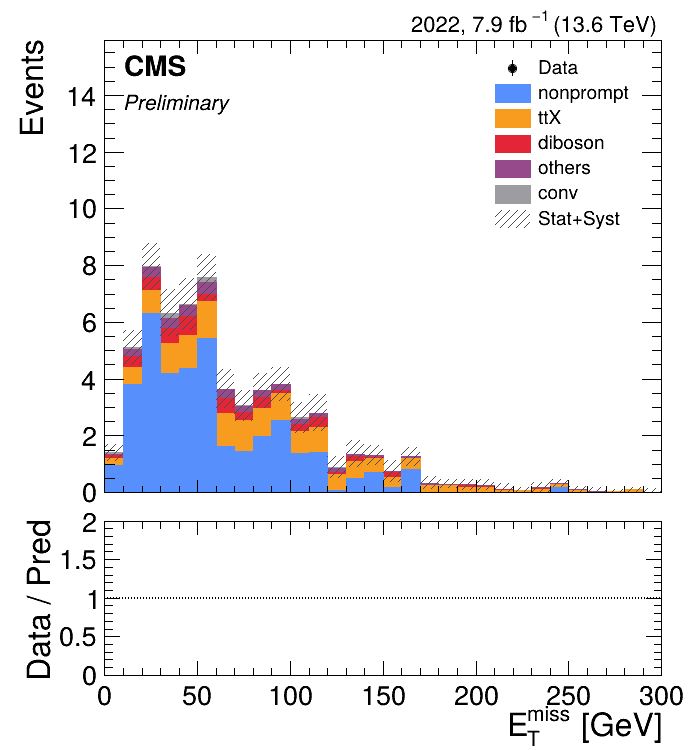 2022, 7.9 fb⁻¹ (13.6 TeV)
CMS
Preliminary
Events
14
12
10
8
6
4
2
0
Data
nonprompt
ttX
diboson
others
conv
Stat+Syst
Data / Pred
2
1.5
1
0.5
0
0 50 100 150 200 250 300
E_T^miss [GeV]